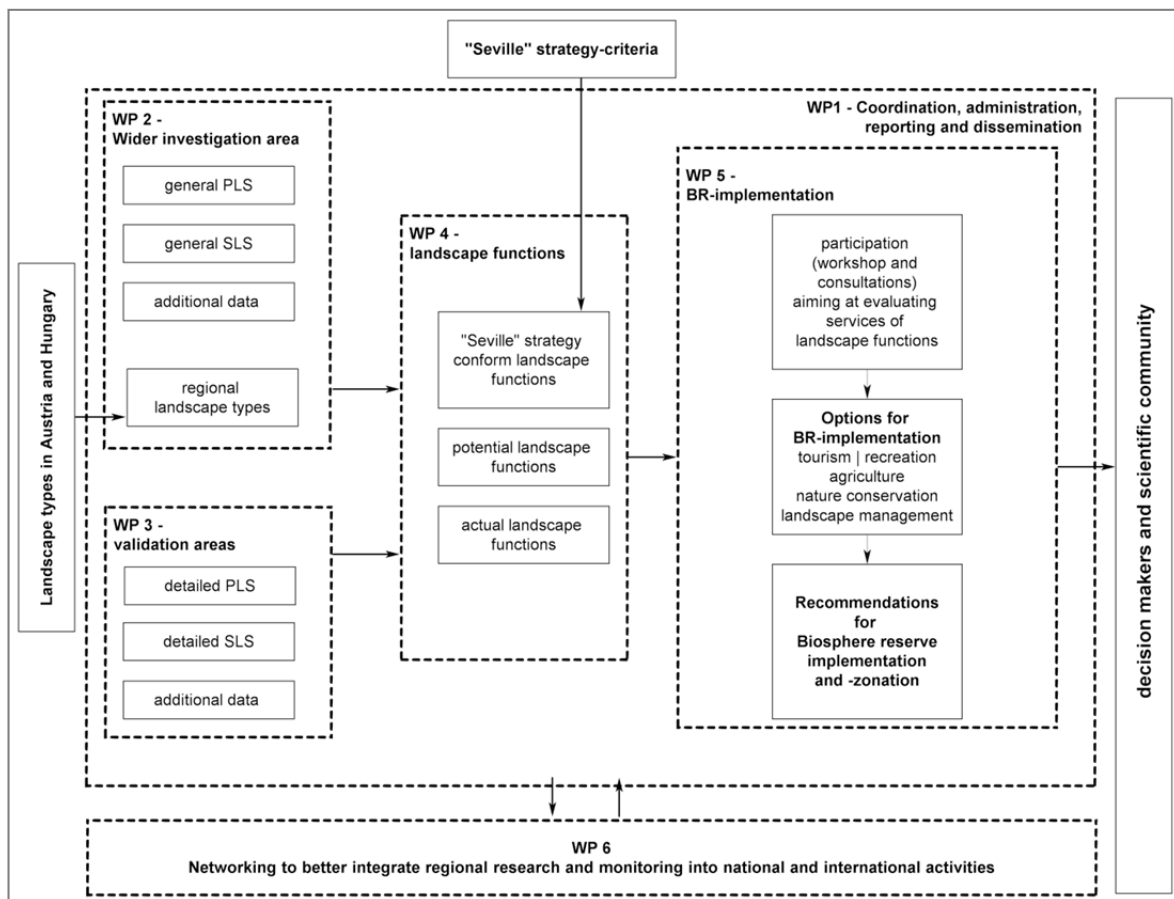 "Seville" strategy-criteria
WP1 - Coordination, administration,
reporting and dissemination
Landscape types in Austria and Hungary
WP 2 -
Wider investigation area
general PLS
general SLS
additional data
regional
landscape types
WP 3 -
validation areas
detailed PLS
detailed SLS
additional data
WP 4 -
landscape functions
"Seville" strategy
conform landscape
functions
potential landscape
functions
actual landscape
functions
WP 5 -
BR-implementation
participation
(workshop and
consultations)
aiming at evaluating
services of
landscape functions
Options for
BR-implementation
tourism | recreation
agriculture
nature conservation
landscape management
Recommendations
for
Biosphere reserve
implementation
and -zonation
decision makers and scientific community
WP 6
Networking to better integrate regional research and monitoring into national and international activities